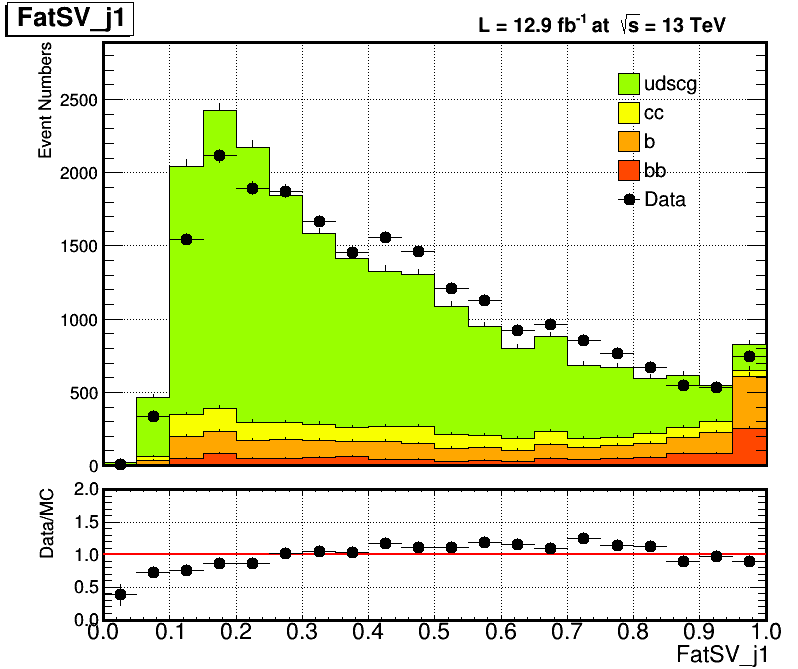 FatSV_j1
L = 12.9 fb⁻¹ at √s = 13 TeV
Event Numbers
2500
2000
1500
1000
500
0
udscg
cc
b
bb
Data
Data/MC
2.0
1.5
1.0
0.5
0.0
0.0 0.1 0.2 0.3 0.4 0.5 0.6 0.7 0.8 0.9 1.0
FatSV_j1